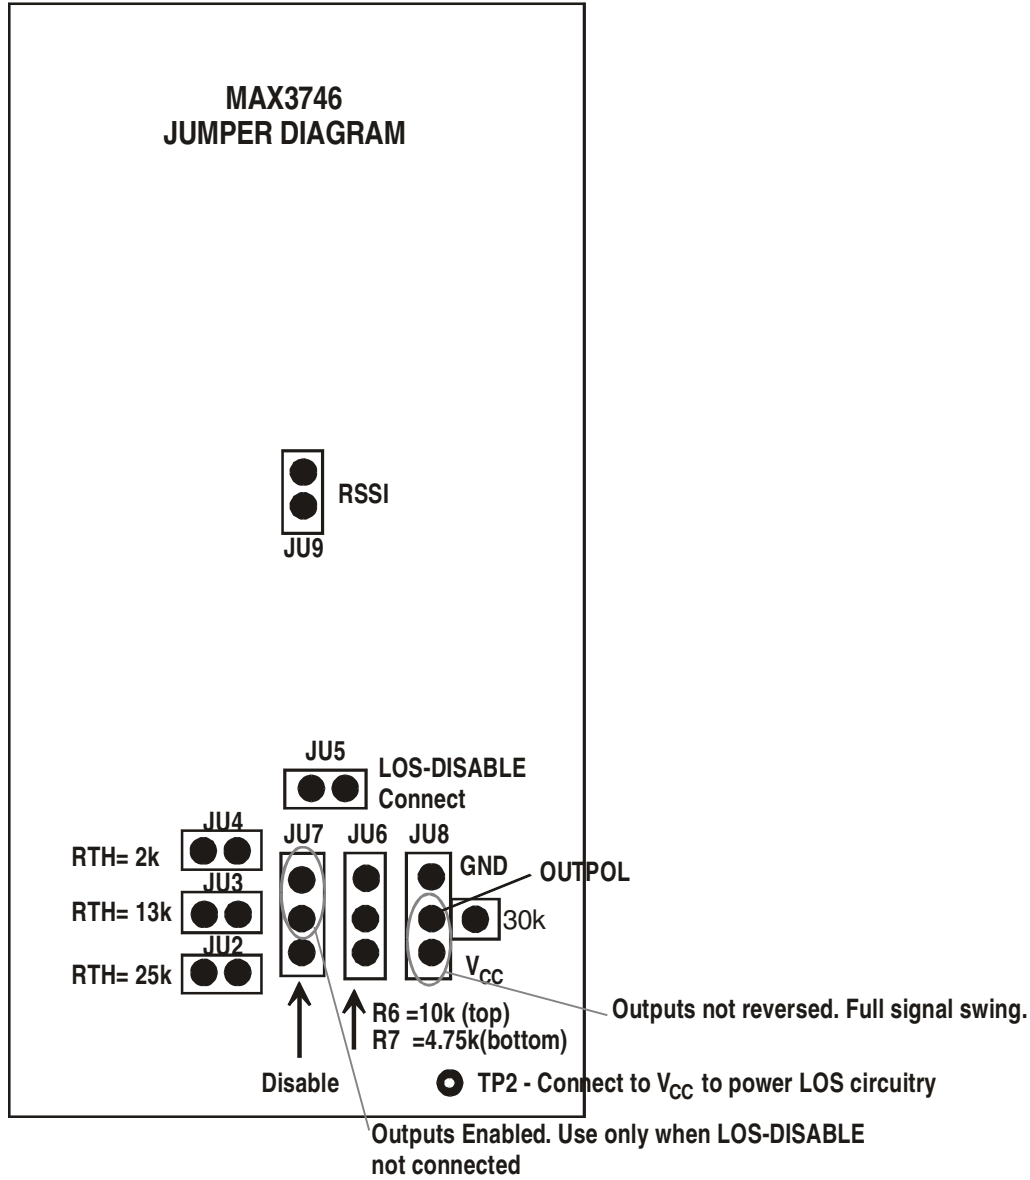 MAX3746
JUMPER DIAGRAM
RSSI
JU9
JU5
LOS-DISABLE
Connect
JU4
JU7
JU6
JU8
RTH= 2k
GND
OUTPOL
JU3
RTH= 13k
30k
JU2
RTH= 25k
VCC
Outputs not reversed. Full signal swing.
R6 =10k (top)
R7 =4.75k(bottom)
Disable
TP2 - Connect to VCC to power LOS circuitry
Outputs Enabled. Use only when LOS-DISABLE
not connected